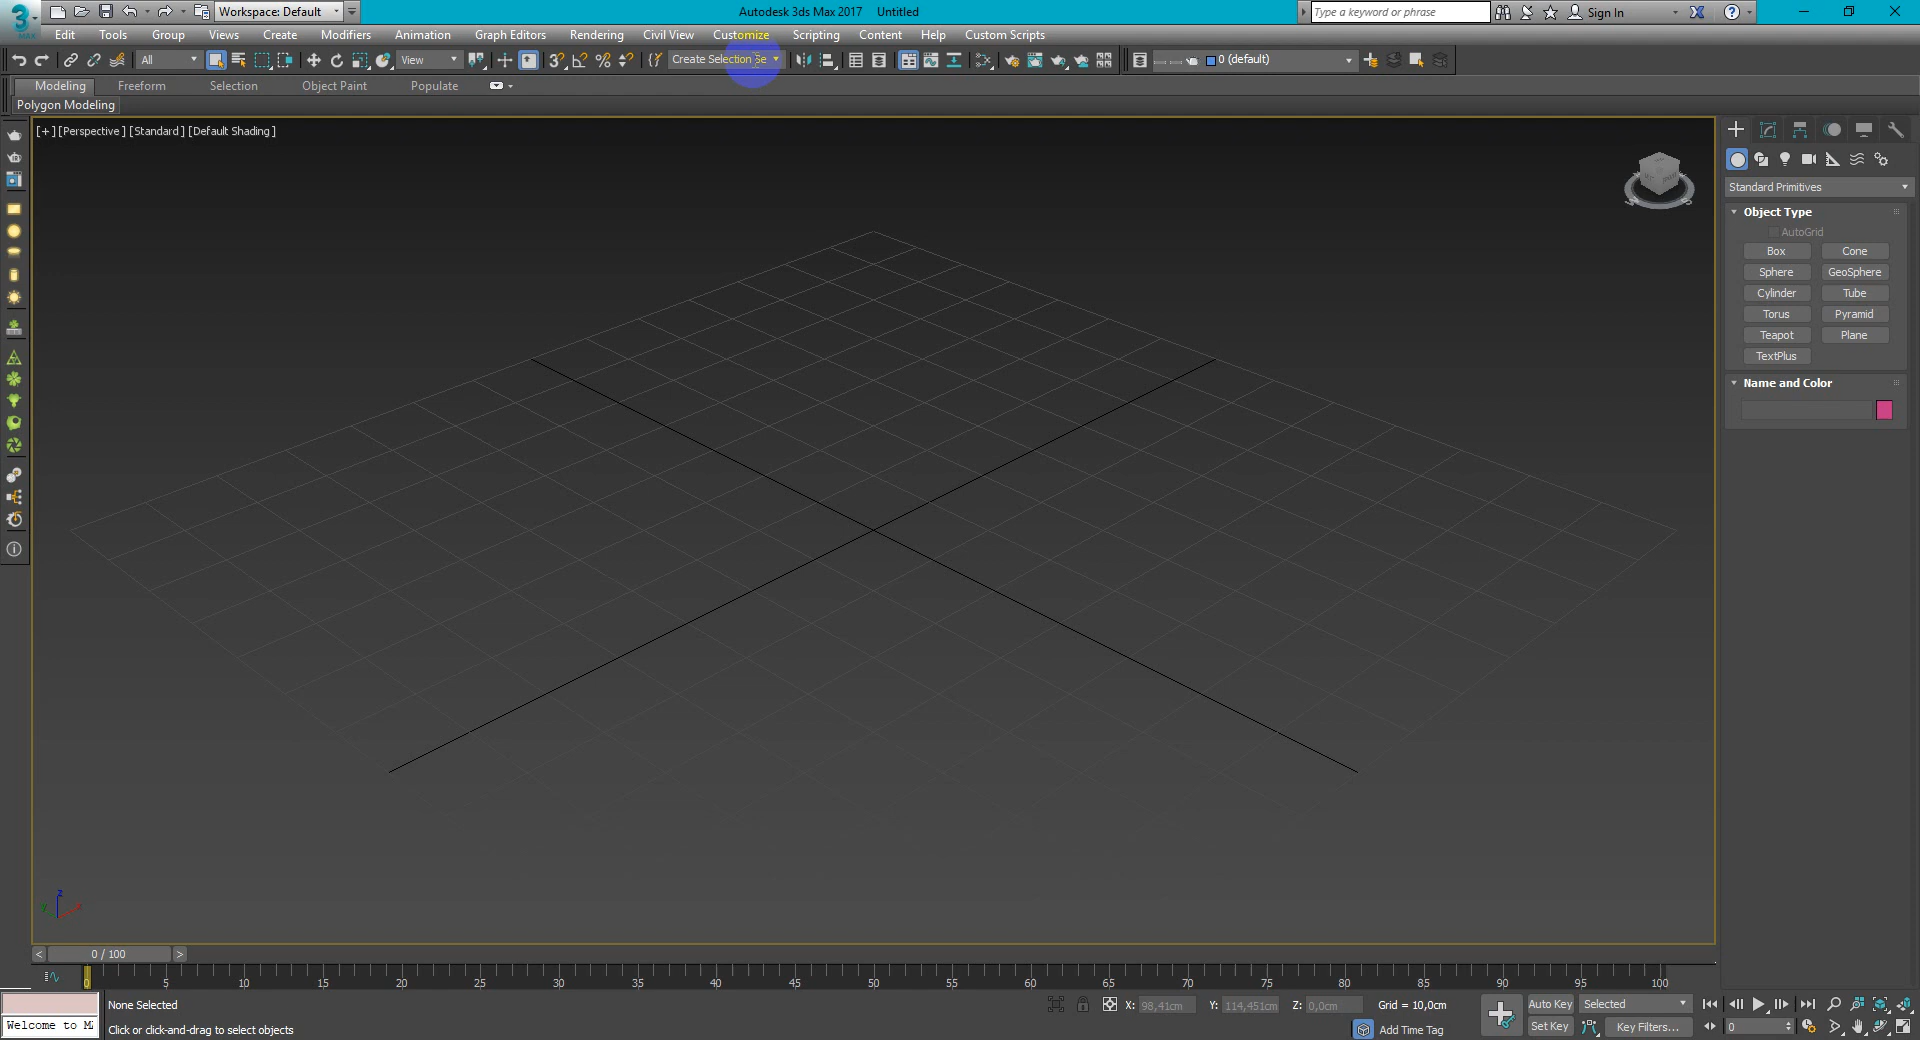 3
MAX
Workspace: Default
Autodesk 3ds Max 2017 Untitled
Type a keyword or phrase
Sign In
Edit Tools Group Views Create Modifiers Animation Graph Editors Rendering Civil View Customize Scripting Content Help Custom Scripts
All
View
Create Selection Se
0 (default)
Modeling Freeform Selection Object Paint Populate
Polygon Modeling
[+] [Perspective ] [Standard ] [Default Shading ]
Standard Primitives
Object Type
AutoGrid
Box Cone
Sphere GeoSphere
Cylinder Tube
Torus Pyramid
Teapot Plane
TextPlus
Name and Color
z
y x
< 0 / 100 >
0 5 10 15 20 25 30 35 40 45 50 55 60 65 70 75 80 85 90 95 100
None Selected
X: 98,41cm Y: 114,451cm Z: 0,0cm Grid = 10,0cm
Auto Key Selected
Welcome to M
Click or click-and-drag to select objects
Add Time Tag
Set Key Key Filters...
0